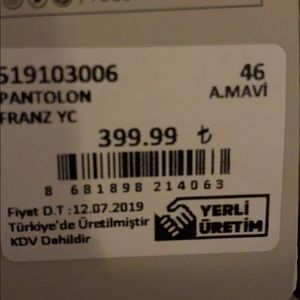 519103006 46
PANTOLON A.MAVİ
FRANZ YC
399.99 ₺
8 681898 214063
Fiyat D.T :12.07.2019
Türkiye'de Üretilmiştir
KDV Dahildir
YERLİ
ÜRETİM